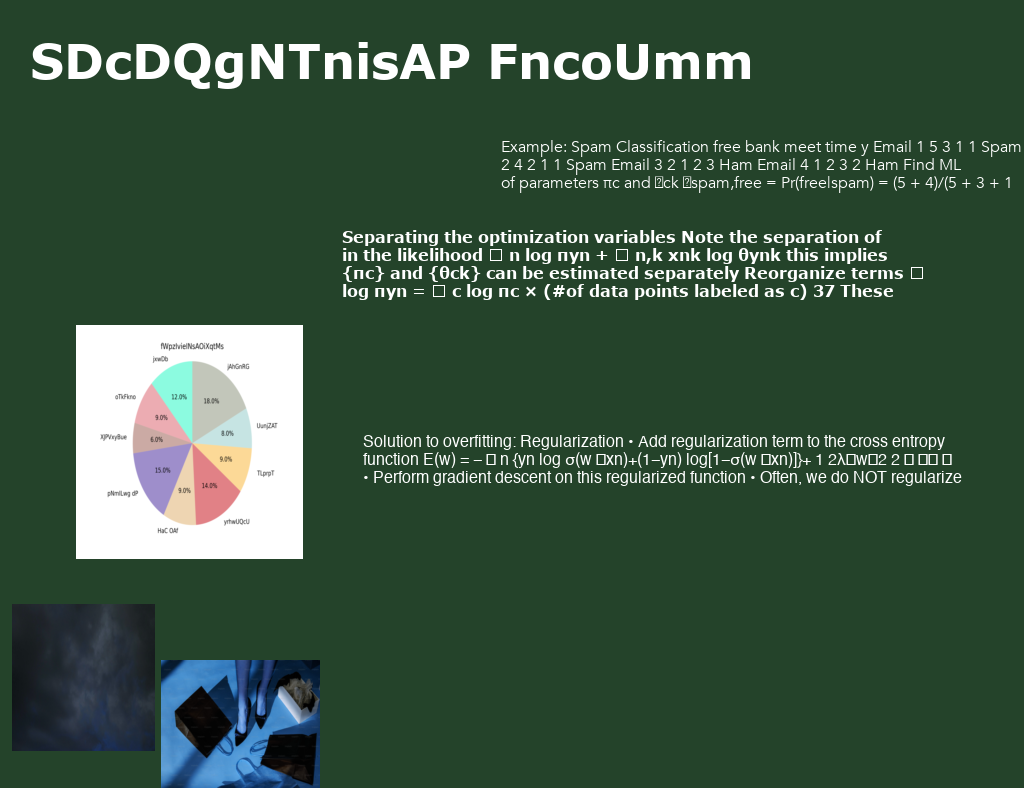 SDcDQgNTnisAP FncoUmm
Example: Spam Classification free bank meet time y Email 1 5 3 1 1 Spam
2 4 2 1 1 Spam Email 3 2 1 2 3 Ham Email 4 1 2 3 2 Ham Find ML
of parameters πc and □ck □spam,free = Pr(free|spam) = (5 + 4)/(5 + 3 + 1
Separating the optimization variables Note the separation of
in the likelihood □ n log πyn + □ n,k xnk log θynk this implies
{πc} and {θck} can be estimated separately Reorganize terms □
log πyn = □ c log πc × (#of data points labeled as c) 37 These
fWpzIvieINsAOiXqtMs
jxwDb
jAhGnRG
oTkFkno
12.0%
18.0%
9.0%
UunjZAT
XJPVxyBue
6.0%
8.0%
9.0%
15.0%
TLprpT
pNmlLwg dP
9.0%
14.0%
yrhwUQcU
HaC OAf
Solution to overfitting: Regularization • Add regularization term to the cross entropy
function E(w) = – □ n {yn log σ(w □xn)+(1–yn) log[1–σ(w □xn)]}+ 1 2λ□w□2 2 □ □□ □
• Perform gradient descent on this regularized function • Often, we do NOT regularize